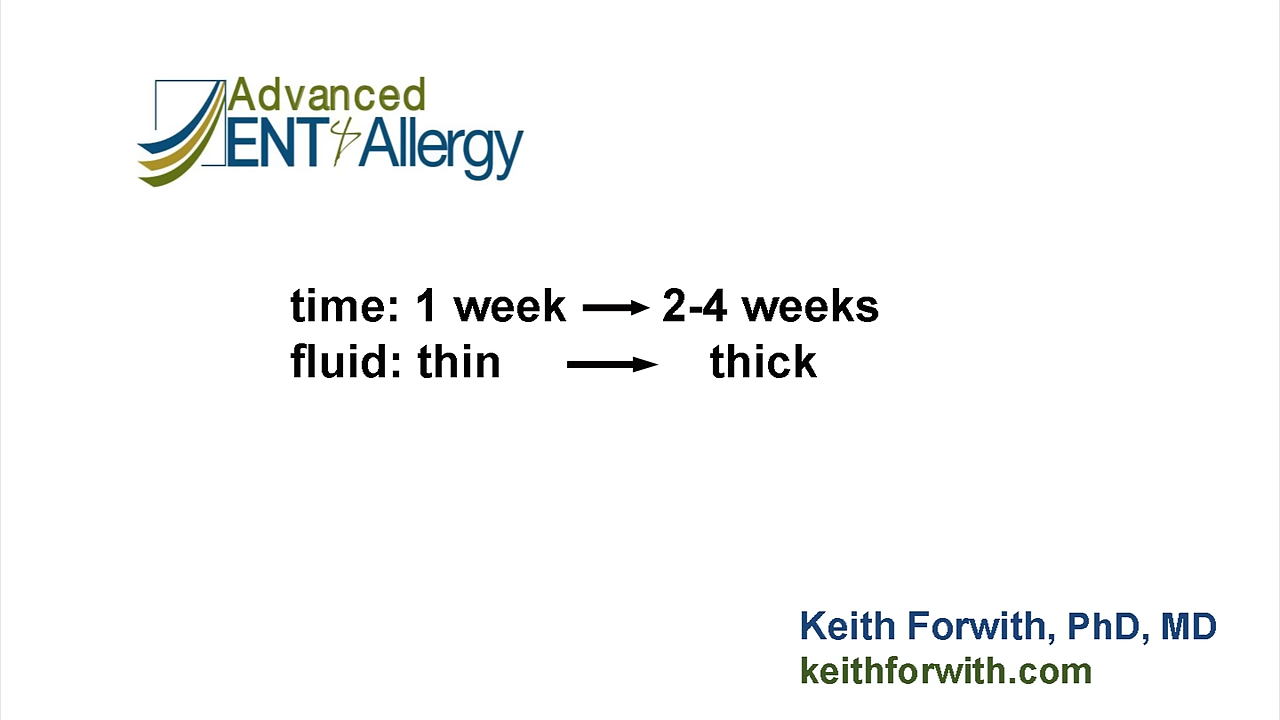 Advanced
ENT & Allergy
time: 1 week → 2-4 weeks
fluid: thin → thick
Keith Forwith, PhD, MD
keithforwith.com